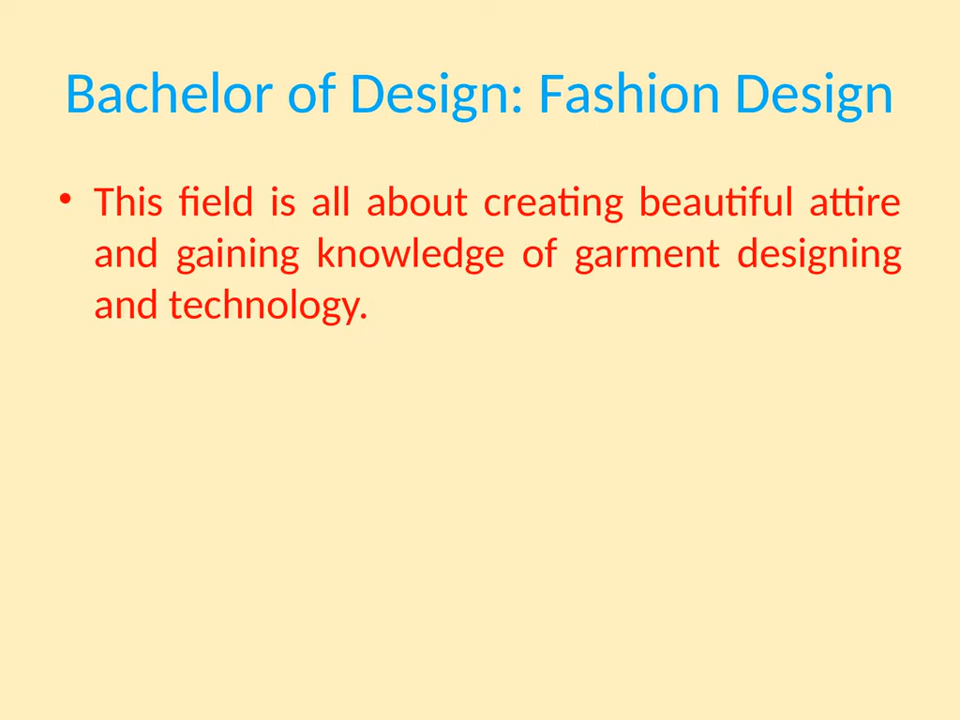 Bachelor of Design: Fashion Design
• This field is all about creating beautiful attire
and gaining knowledge of garment designing
and technology.